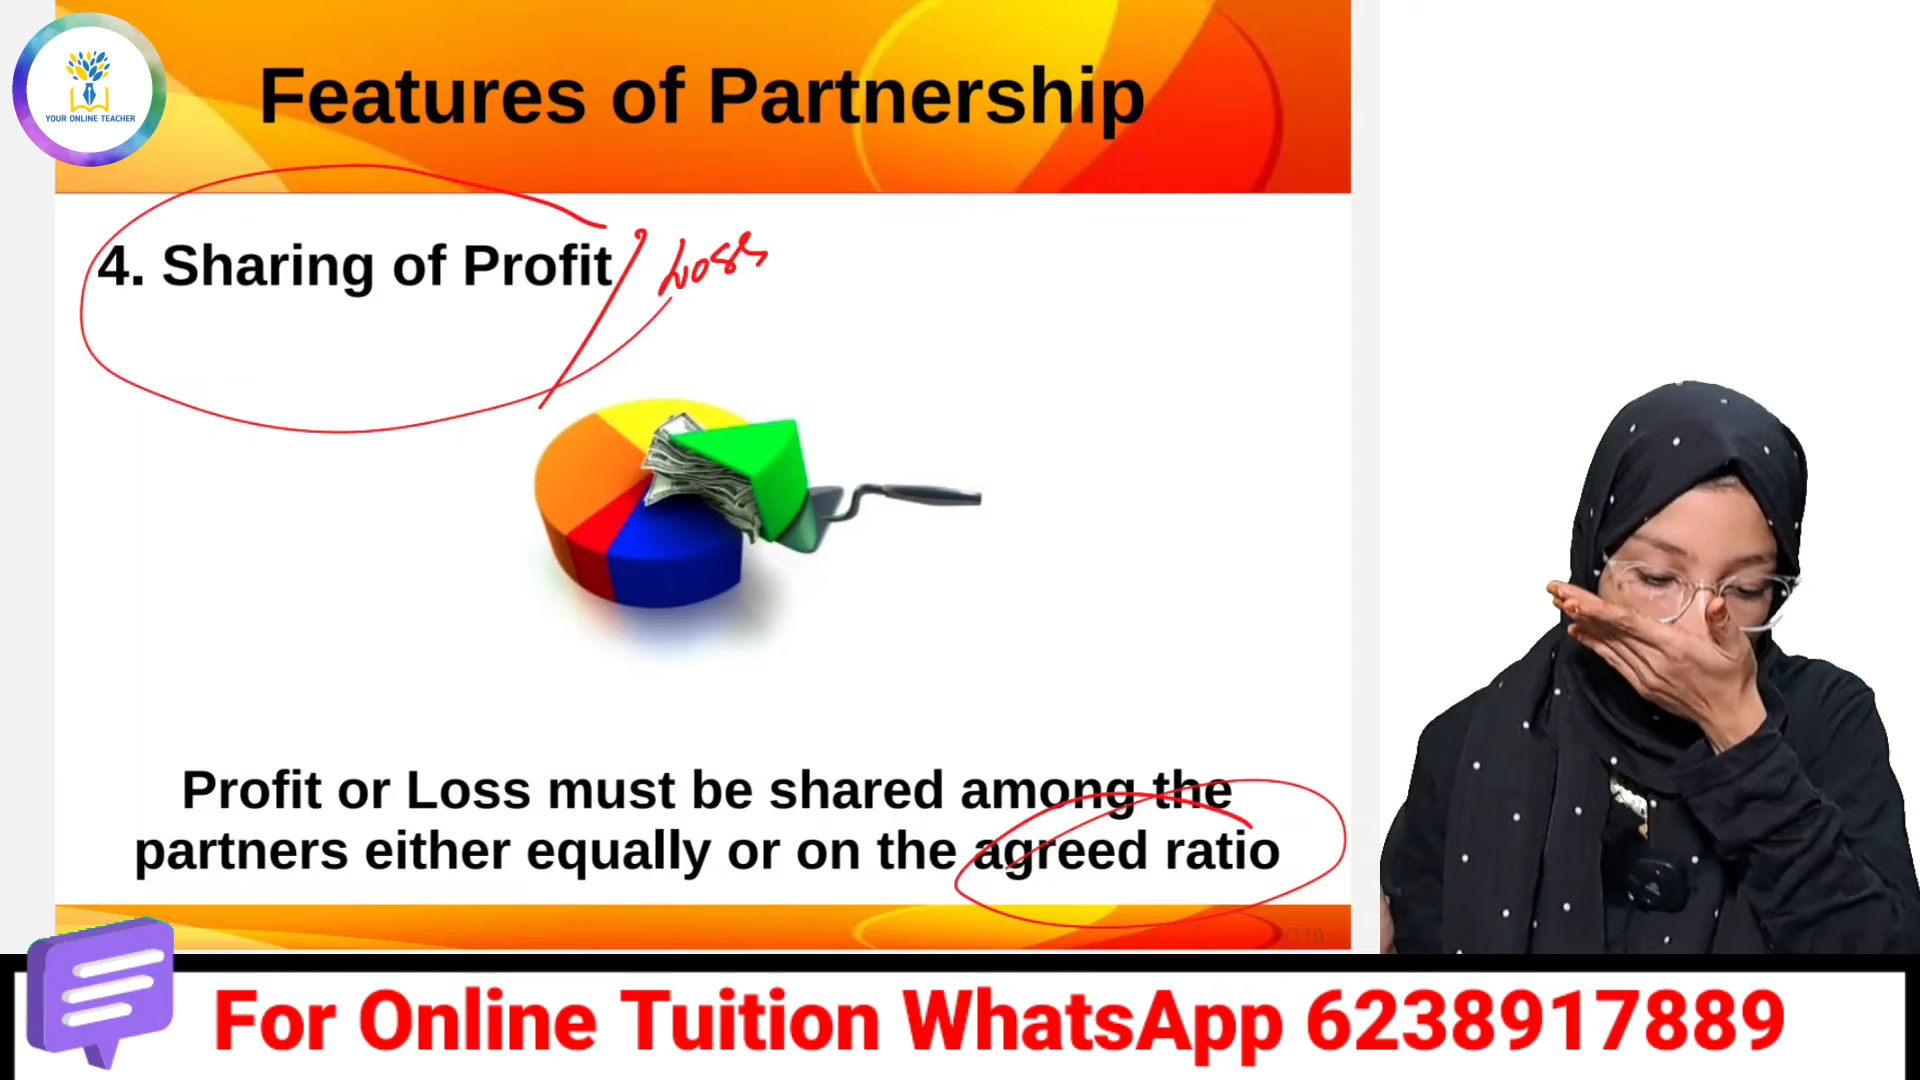 YOUR ONLINE TEACHER
Features of Partnership
4. Sharing of Profit / Loss
Profit or Loss must be shared among the
partners either equally or on the agreed ratio
For Online Tuition WhatsApp 6238917889